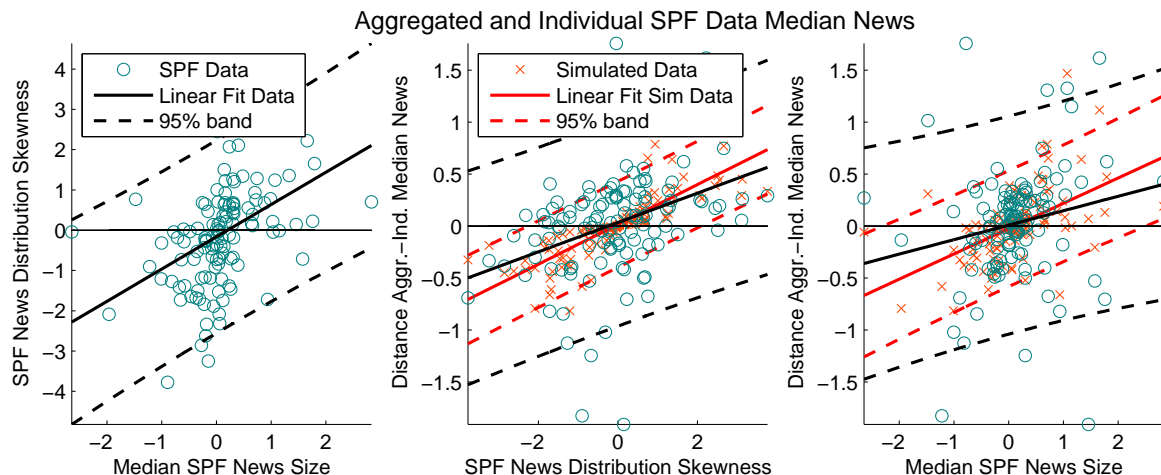 Aggregated and Individual SPF Data Median News
SPF News Distribution Skewness
4
3
2
1
0
−1
−2
−3
−4
SPF Data
Linear Fit Data
95% band
−2 −1 0 1 2
Median SPF News Size
Distance Aggr.−Ind. Median News
1.5
1
0.5
0
−0.5
−1
−1.5
Simulated Data
Linear Fit Sim Data
95% band
−2 0 2
SPF News Distribution Skewness
Distance Aggr.−Ind. Median News
1.5
1
0.5
0
−0.5
−1
−1.5
−2 −1 0 1 2
Median SPF News Size